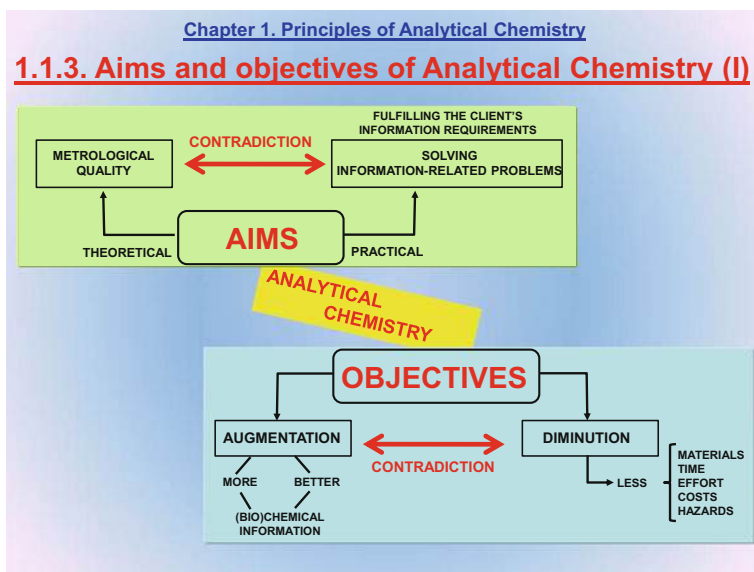 Chapter 1. Principles of Analytical Chemistry
1.1.3. Aims and objectives of Analytical Chemistry (I)
FULFILLING THE CLIENT'S
INFORMATION REQUIREMENTS
METROLOGICAL
QUALITY
CONTRADICTION
SOLVING
INFORMATION-RELATED PROBLEMS
THEORETICAL
AIMS
PRACTICAL
ANALYTICAL
CHEMISTRY
OBJECTIVES
AUGMENTATION
CONTRADICTION
DIMINUTION
MORE
BETTER
(BIO)CHEMICAL
INFORMATION
LESS
MATERIALS
TIME
EFFORT
COSTS
HAZARDS